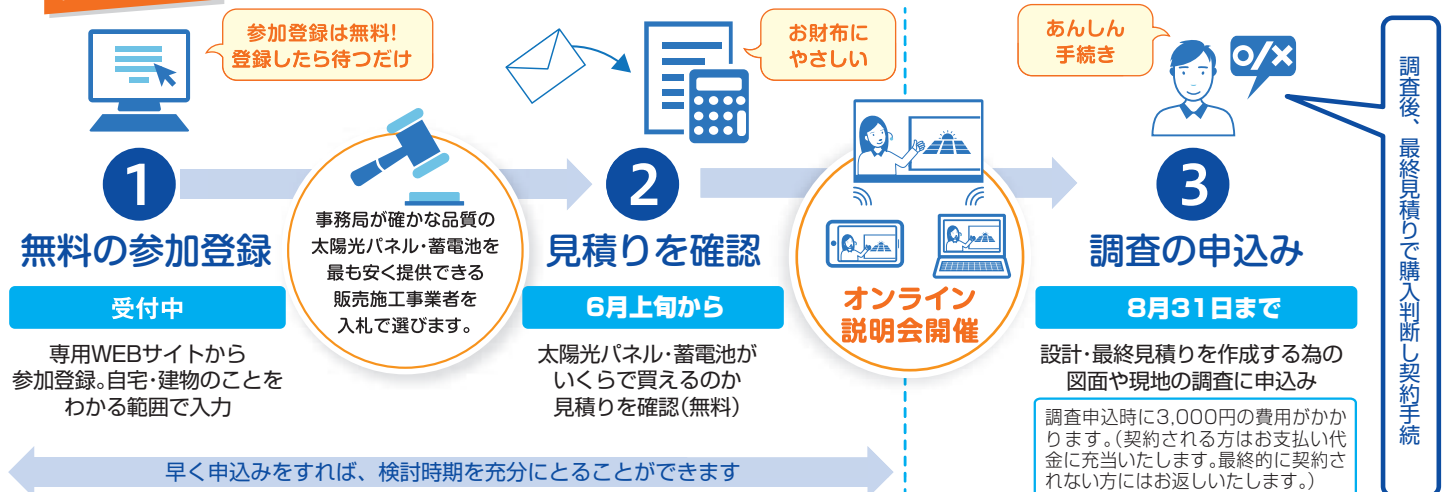 参加登録は無料!
登録したら待つだけ
1
無料の参加登録
受付中
専用WEBサイトから
参加登録。自宅・建物のことを
わかる範囲で入力
事務局が確かな品質の
太陽光パネル・蓄電池を
最も安く提供できる
販売施工事業者を
入札で選びます。
お財布に
やさしい
2
見積りを確認
6月上旬から
太陽光パネル・蓄電池が
いくらで買えるのか
見積りを確認(無料)
オンライン
説明会開催
あんしん
手続き
o/×
3
調査の申込み
8月31日まで
設計・最終見積りを作成する為の
図面や現地の調査に申込み
調査申込時に3,000円の費用がかか
ります。(契約される方はお支払い代
金に充当いたします。最終的に契約さ
れない方にはお返しいたします。)
調査後、最終見積りで購入判断し契約手続
早く申込みをすれば、検討時期を充分にとることができます